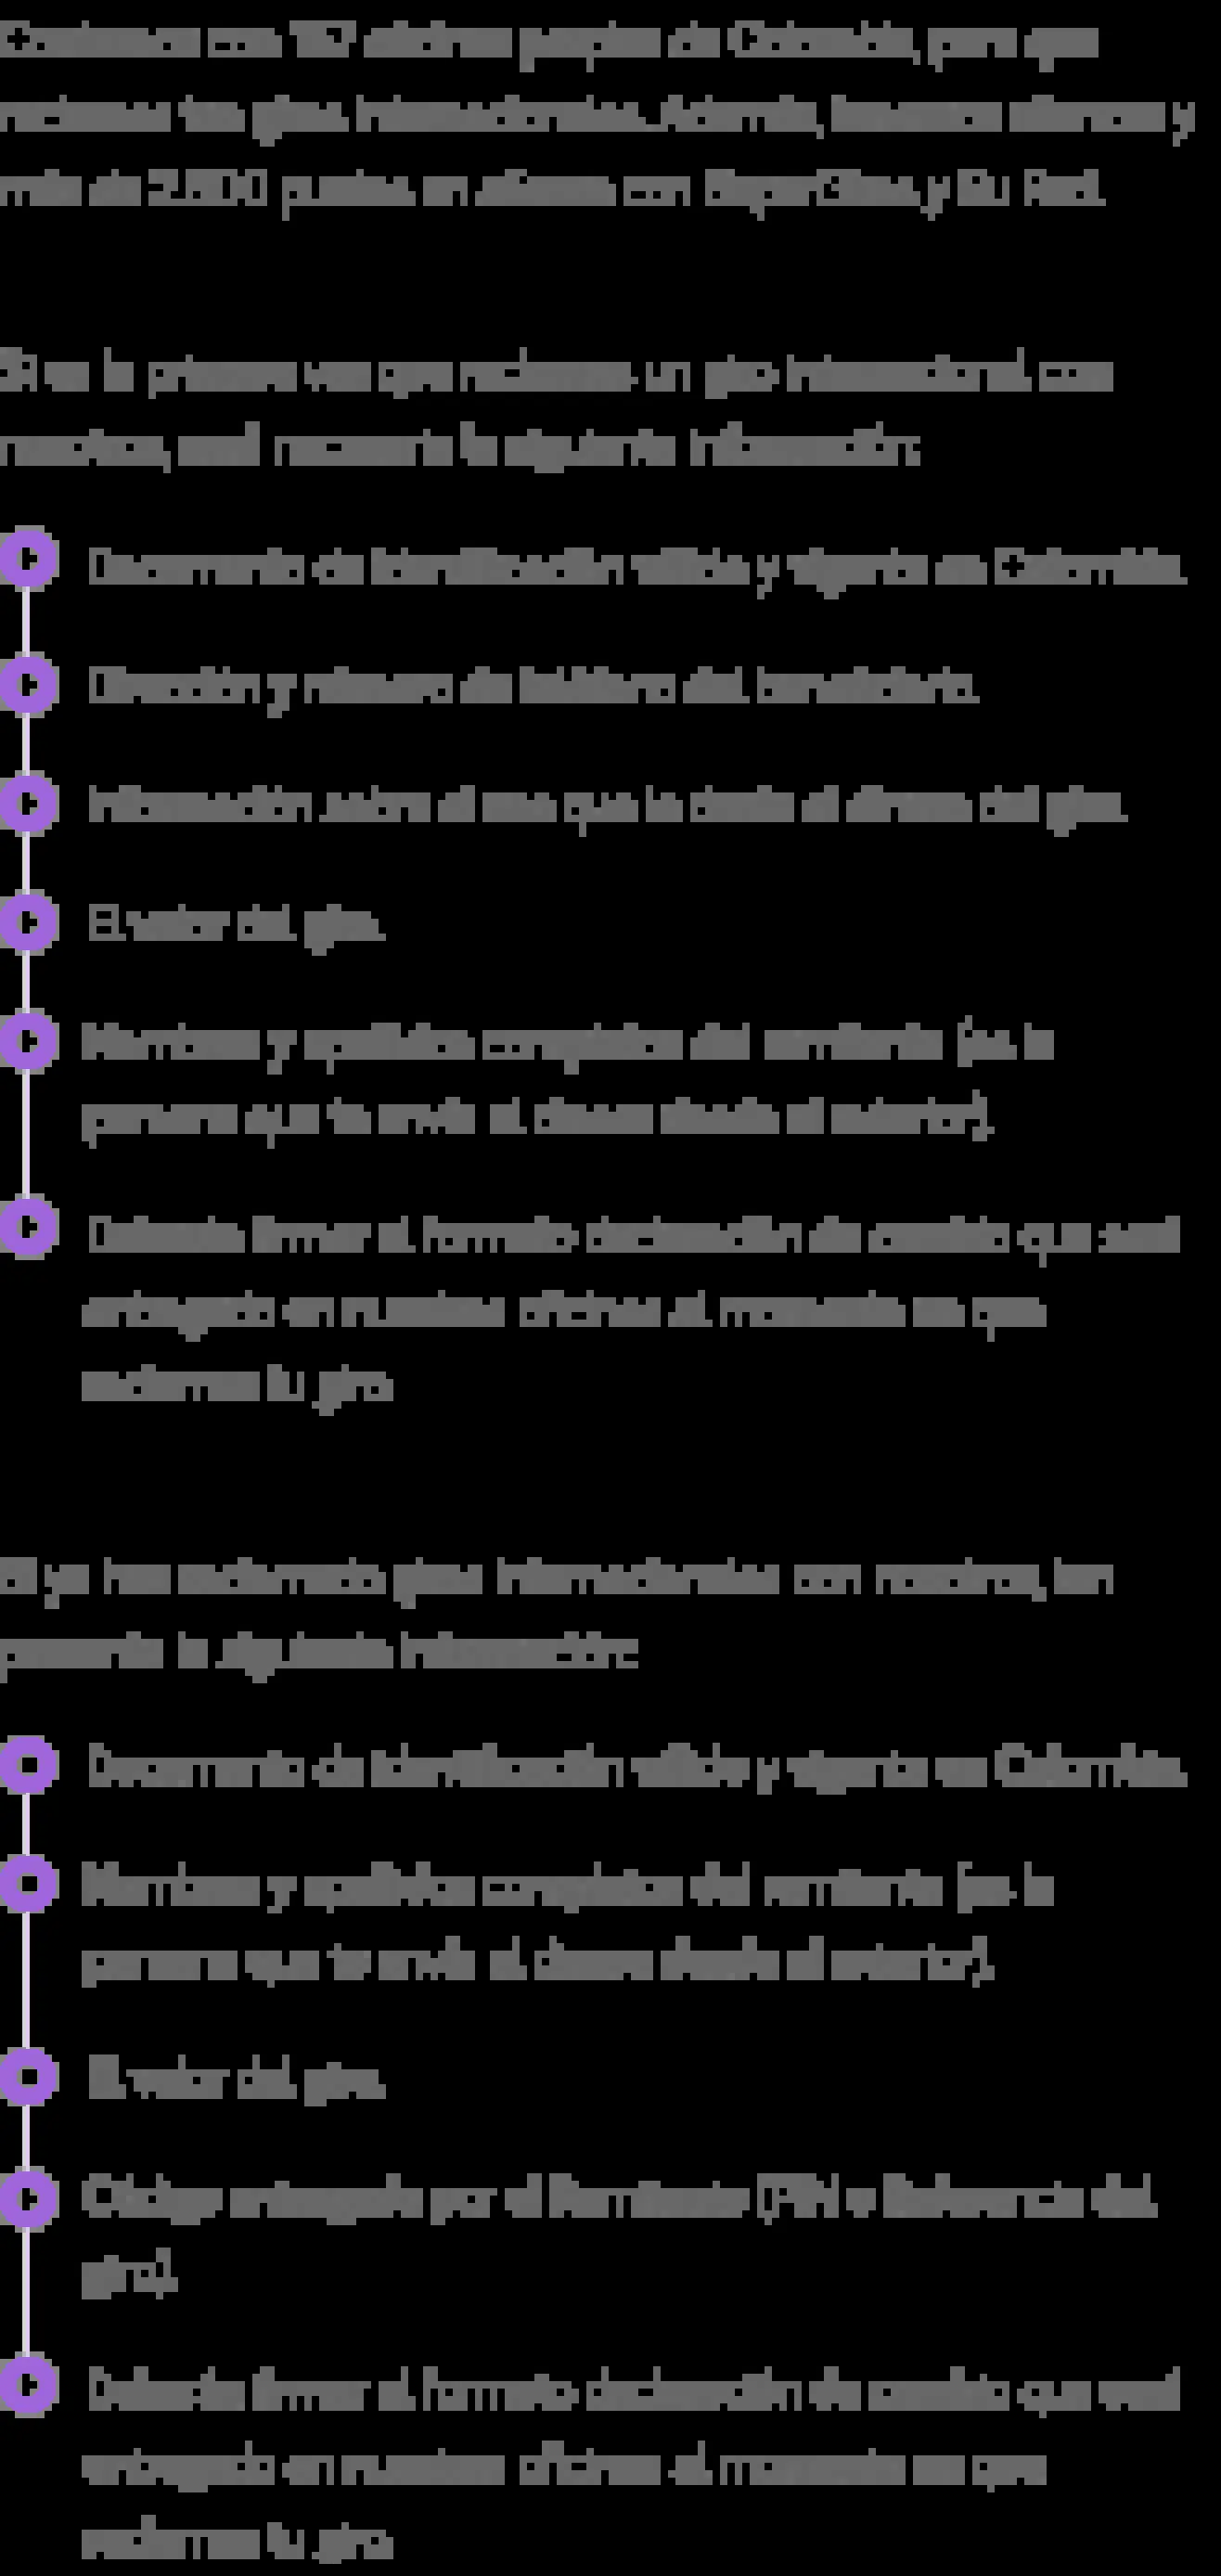 Contamos con oficinas propias de Colombia, para que
reclames tus giros internacionales. Además, tenemos alianzas y
más de 2.800 puntos en alianza con SuperGiros y Su Red.
Si es la primera vez que reclamas un giro internacional con
nosotros, será necesario la siguiente información:
Documento de identificación válido y vigente en Colombia.
Dirección y número de teléfono del beneficiario.
Información sobre el uso que le darás al dinero del giro.
El valor del giro.
Nombres y apellidos completos del remitente (es la
persona que te envía el dinero desde el exterior).
Deberás firmar el formato declaración de cambio que será
entregado en nuestras oficinas al momento en que
reclames tu giro.
Si ya has reclamado giros internacionales con nosotros, ten
presente la siguiente información:
Documento de identificación válido y vigente en Colombia.
Nombres y apellidos completos del remitente (es la
persona que te envía el dinero desde el exterior).
El valor del giro.
Código entregado por el Remitente (PIN o Referencia del
giro).
Deberás firmar el formato declaración de cambio que será
entregado en nuestras oficinas al momento en que
reclames tu giro.